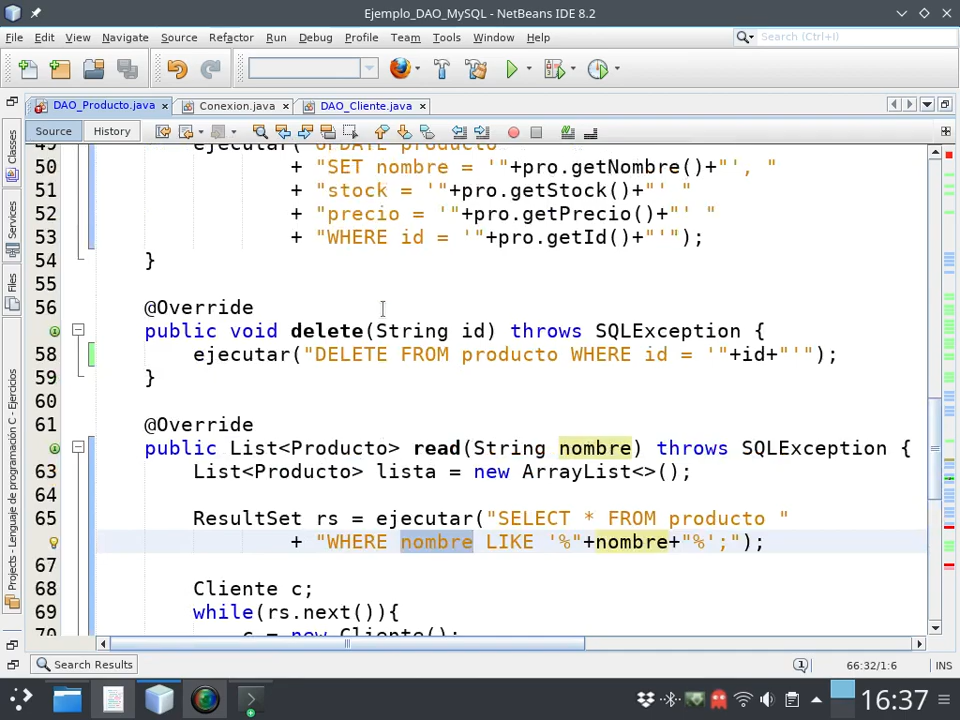 Ejemplo_DAO_MySQL - NetBeans IDE 8.2
File Edit View Navigate Source Refactor Run Debug Profile Team Tools Window Help Search (Ctrl+I)
DAO_Producto.java Conexion.java DAO_Cliente.java
Source History
49 ejecutar("UPDATE producto "
50 + "SET nombre = '"+pro.getNombre()+"', "
51 + "stock = '"+pro.getStock()+"' "
52 + "precio = '"+pro.getPrecio()+"' "
53 + "WHERE id = '"+pro.getId()+"'");
54 }
55
56 @Override
public void delete(String id) throws SQLException {
58 ejecutar("DELETE FROM producto WHERE id = '"+id+"'");
59 }
60
61 @Override
public List<Producto> read(String nombre) throws SQLException {
63 List<Producto> lista = new ArrayList<>();
64
65 ResultSet rs = ejecutar("SELECT * FROM producto "
+ "WHERE nombre LIKE '%"+nombre+"%';");
67
68 Cliente c;
69 while(rs.next()){
70 c = new Cliente();
Classes
Services
Files
Projects - Lenguaje de programación C - Ejercicios
Search Results 1 66:32/1:6 INS
16:37